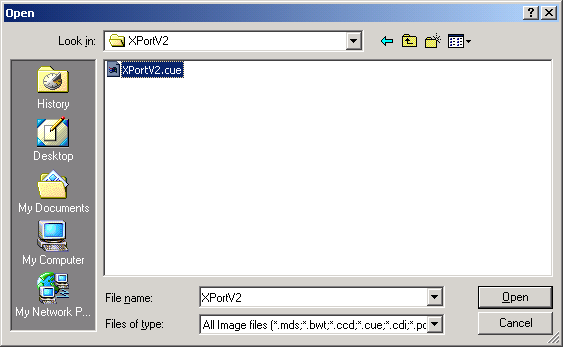 Open
Look in: XPortV2
XPortV2.cue
History
Desktop
My Documents
My Computer
My Network P...
File name: XPortV2 Open
Files of type: All Image files (*.mds;*.bwt;*.ccd;*.cue;*.cdi;*.pd Cancel